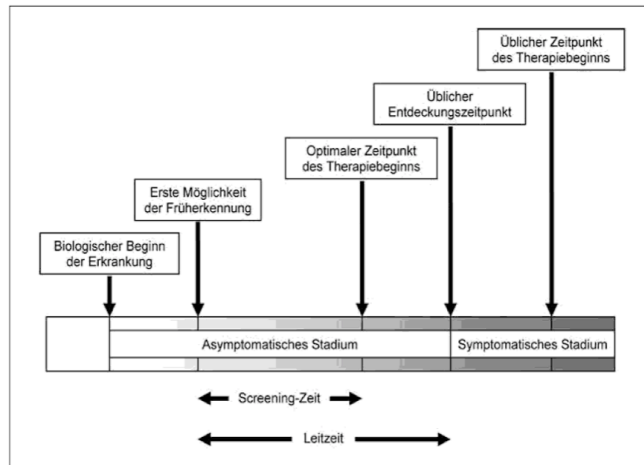 Üblicher Zeitpunkt
des Therapiebeginns
Üblicher
Entdeckungszeitpunkt
Optimaler Zeitpunkt
des Therapiebeginns
Erste Möglichkeit
der Früherkennung
Biologischer Beginn
der Erkrankung
Asymptomatisches Stadium
Symptomatisches Stadium
Screening-Zeit
Leitzeit